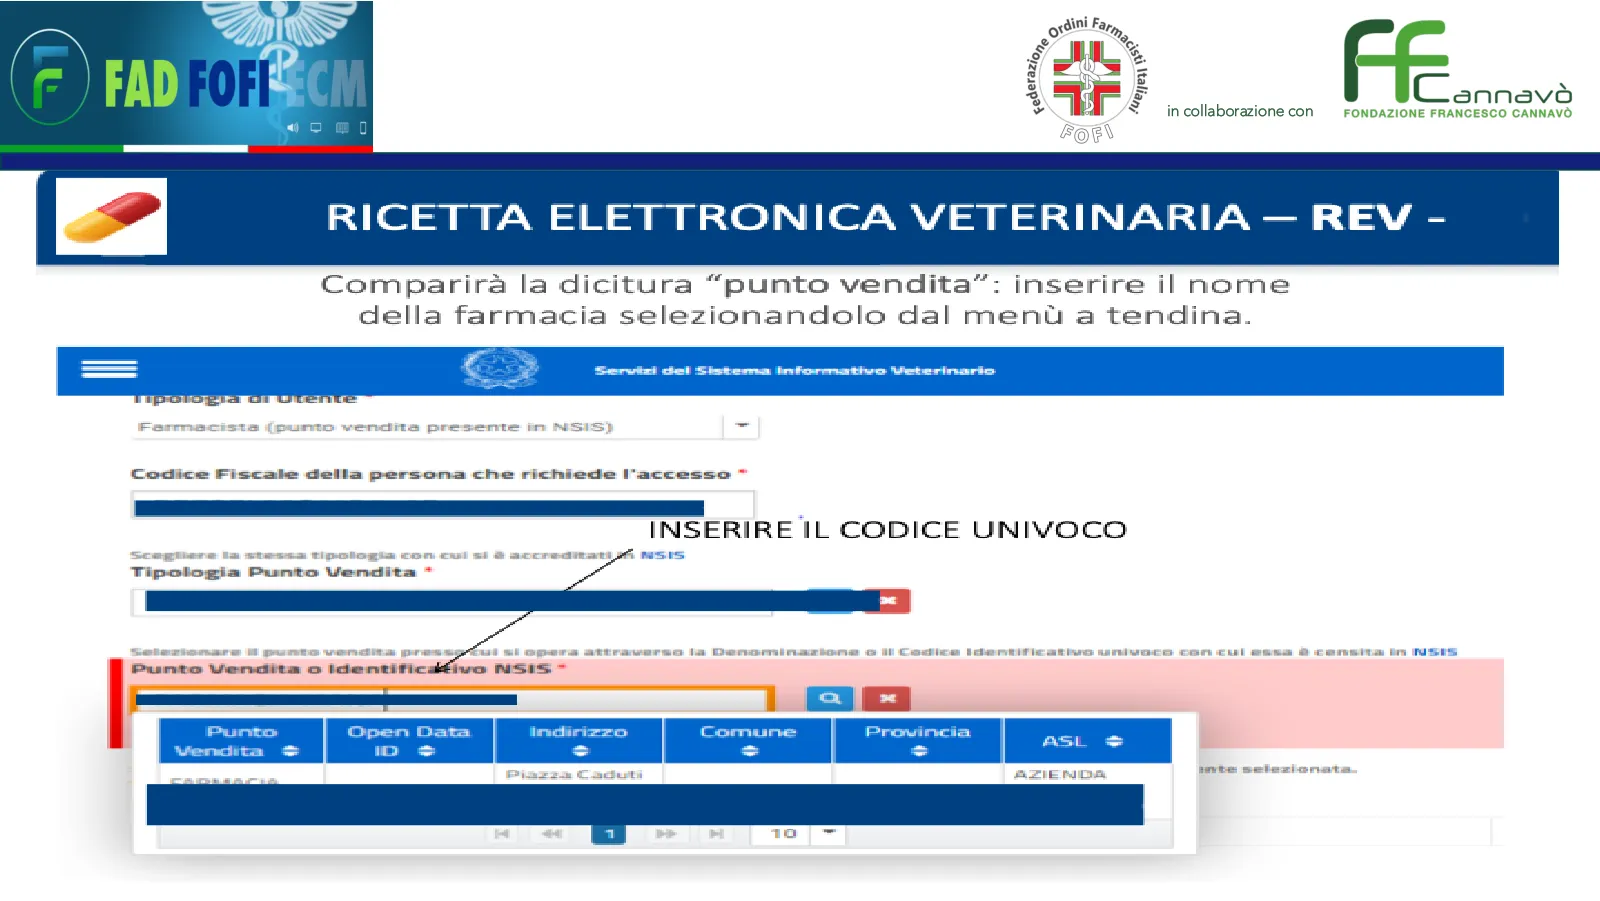 FAD FOFI ECM
Federazione Ordini Farmacisti Italiani
FOFI
in collaborazione con
FFC annavò
FONDAZIONE FRANCESCO CANNAVÒ
RICETTA ELETTRONICA VETERINARIA – REV -
Comparirà la dicitura “punto vendita”: inserire il nome
della farmacia selezionandolo dal menù a tendina.
Servizi del Sistema Informativo Veterinario
Tipologia di Utente *
Farmacista (punto vendita presente in NSIS)
Codice Fiscale della persona che richiede l'accesso *
INSERIRE IL CODICE UNIVOCO
Scegliere la stessa tipologia con cui si è accreditati in NSIS
Tipologia Punto Vendita *
Selezionare il punto vendita presso cui si opera attraverso la Denominazione o il Codice Identificativo univoco con cui essa è censita in NSIS
Punto Vendita o Identificativo NSIS *
Punto Vendita
Open Data ID
Indirizzo
Comune
Provincia
ASL
FARMACIA
Piazza Caduti
AZIENDA
nte selezionata.
1
10